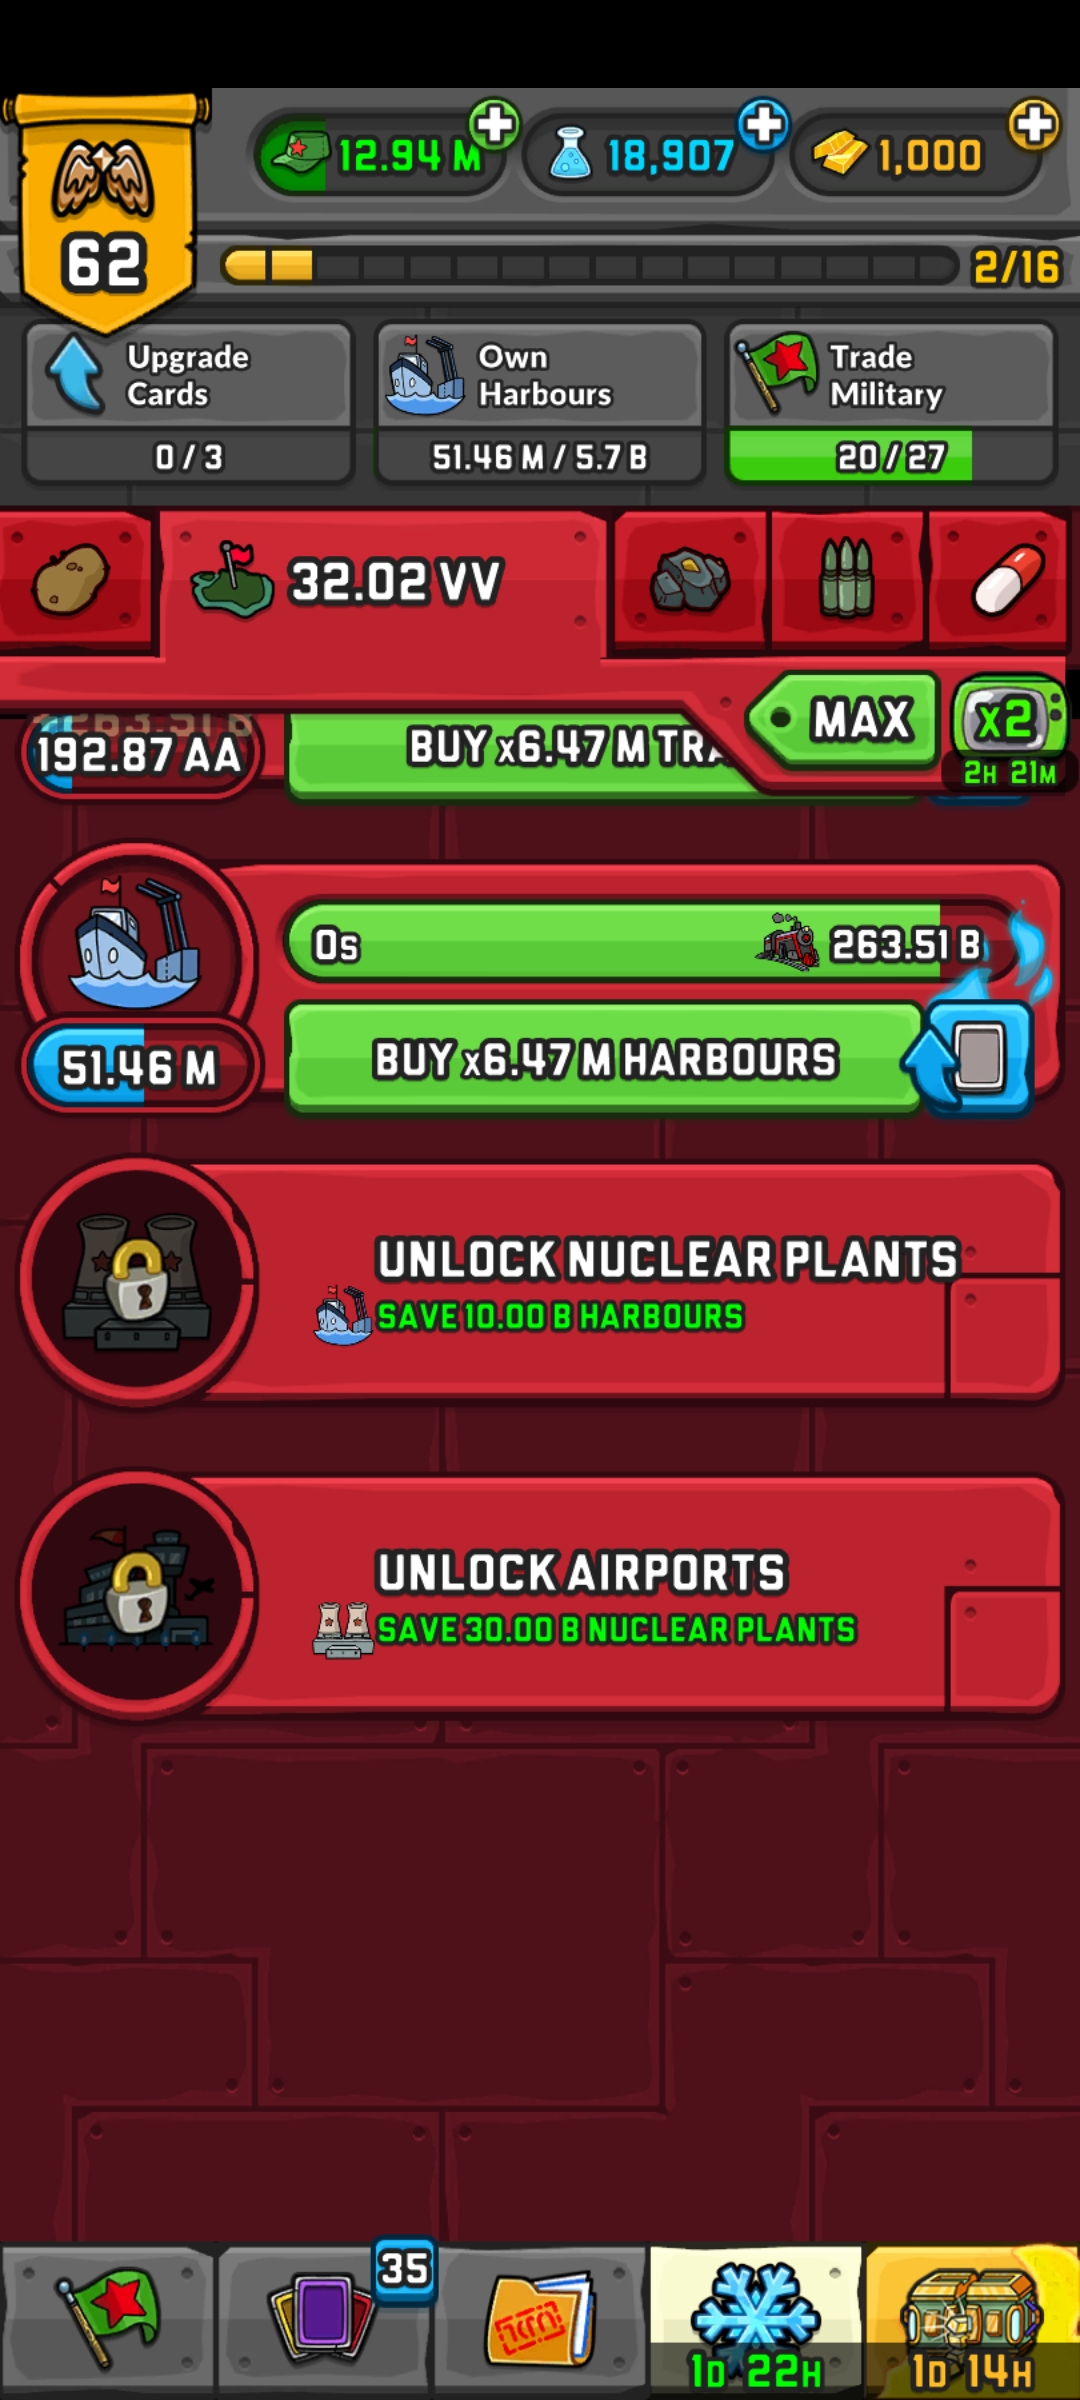 12.94 M
18,907
1,000
62
2/16
Upgrade
Cards
0 / 3
Own
Harbours
51.46 M / 5.7 B
Trade
Military
20 / 27
32.02 VV
MAX
x2
2H 21M
263.51 B
192.87 AA
BUY x6.47 M TRA
0s
263.51 B
51.46 M
BUY x6.47 M HARBOURS
UNLOCK NUCLEAR PLANTS
SAVE 10.00 B HARBOURS
UNLOCK AIRPORTS
SAVE 30.00 B NUCLEAR PLANTS
35
1D 22H
1D 14H